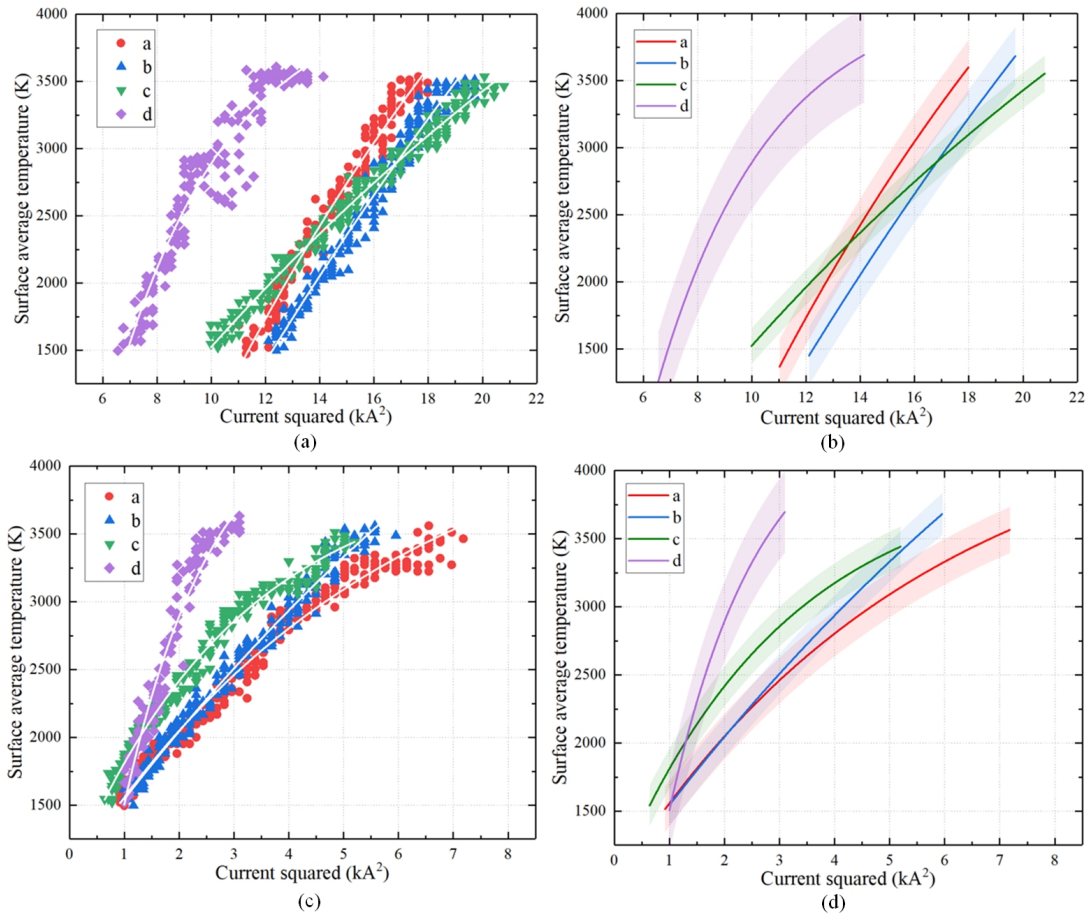 4000
3500
3000
2500
2000
1500
Surface average temperature (K)
a
b
c
d
6 8 10 12 14 16 18 20 22
Current squared (kA²)
(a)
4000
3500
3000
2500
2000
1500
Surface average temperature (K)
a
b
c
d
6 8 10 12 14 16 18 20 22
Current squared (kA²)
(b)
4000
3500
3000
2500
2000
1500
Surface average temperature (K)
a
b
c
d
0 1 2 3 4 5 6 7 8
Current squared (kA²)
(c)
4000
3500
3000
2500
2000
1500
Surface average temperature (K)
a
b
c
d
0 1 2 3 4 5 6 7 8
Current squared (kA²)
(d)